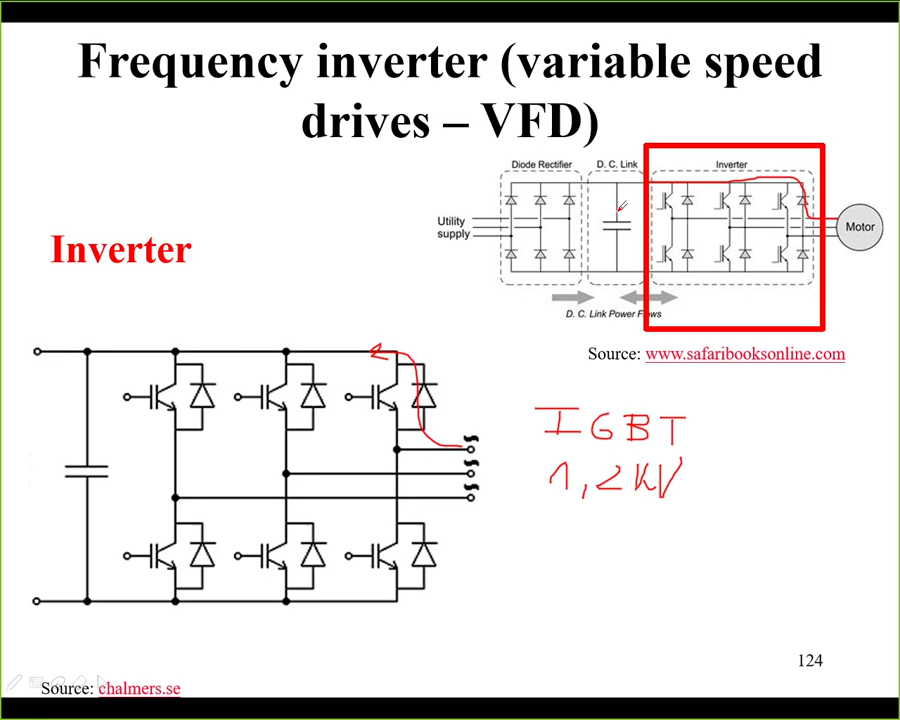 Frequency inverter (variable speed
drives – VFD)
Diode Rectifier
D. C. Link
Inverter
Utility
supply
Motor
D. C. Link Power Flows
Inverter
Source: www.safaribooksonline.com
IGBT
1,2kV
124
Source: chalmers.se